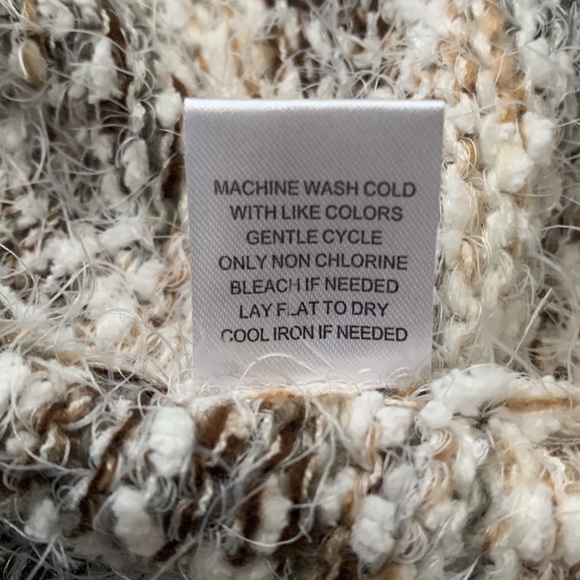 MACHINE WASH COLD
WITH LIKE COLORS
GENTLE CYCLE
ONLY NON CHLORINE
BLEACH IF NEEDED
LAY FLAT TO DRY
COOL IRON IF NEEDED